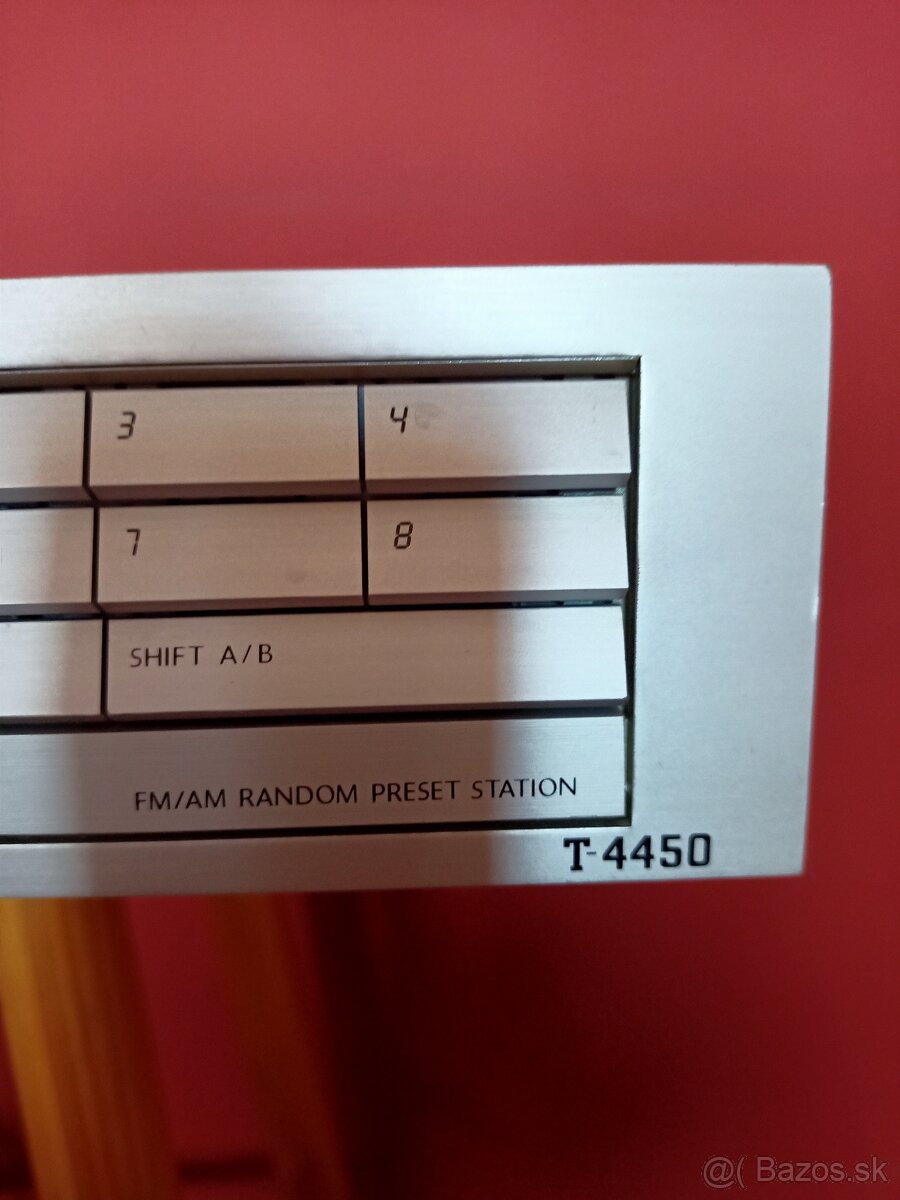 3 4
7 8
SHIFT A/B
FM/AM RANDOM PRESET STATION
T-4450
@( Bazos.sk